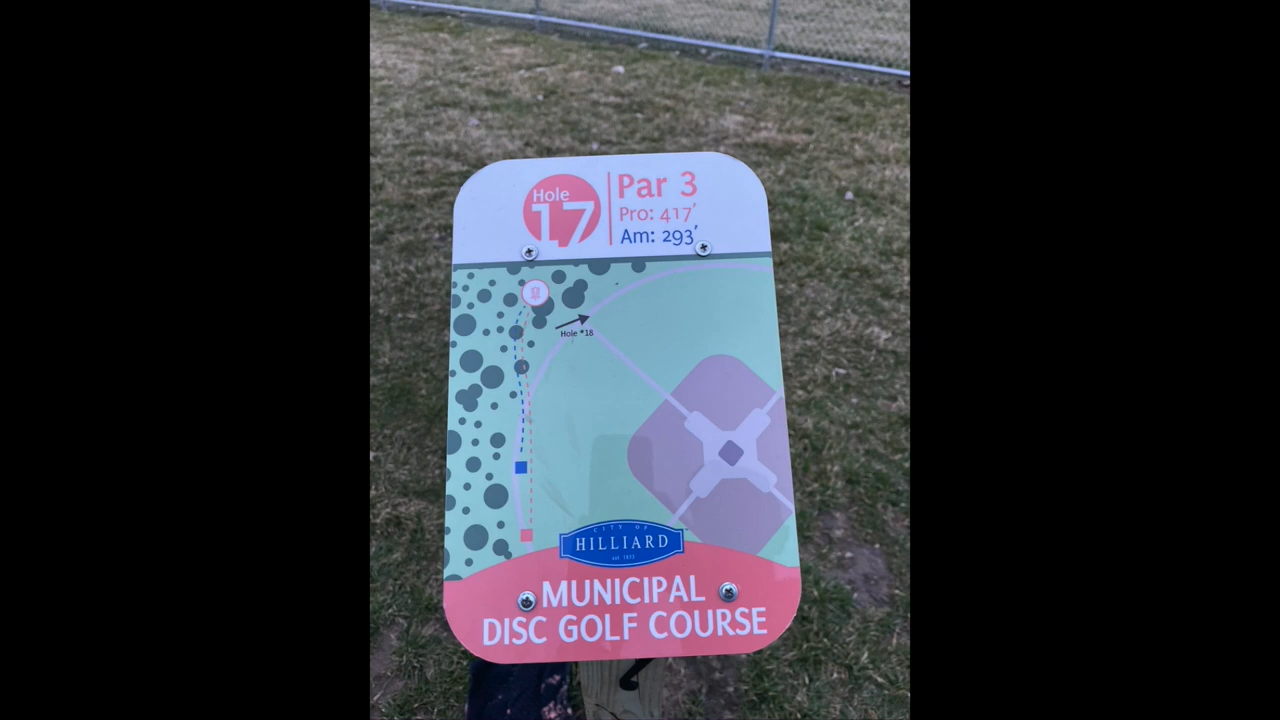 Hole
17
Par 3
Pro: 417'
Am: 293'
Hole #18
CITY OF
HILLIARD
est. 1853
MUNICIPAL
DISC GOLF COURSE